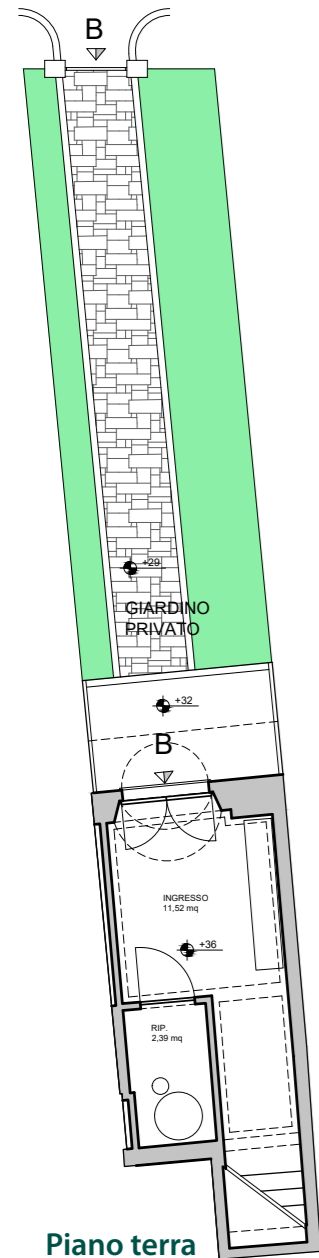 B
+29
GIARDINO
PRIVATO
+32
B
INGRESSO
11,52 mq
+36
RIP.
2,39 mq
Piano terra